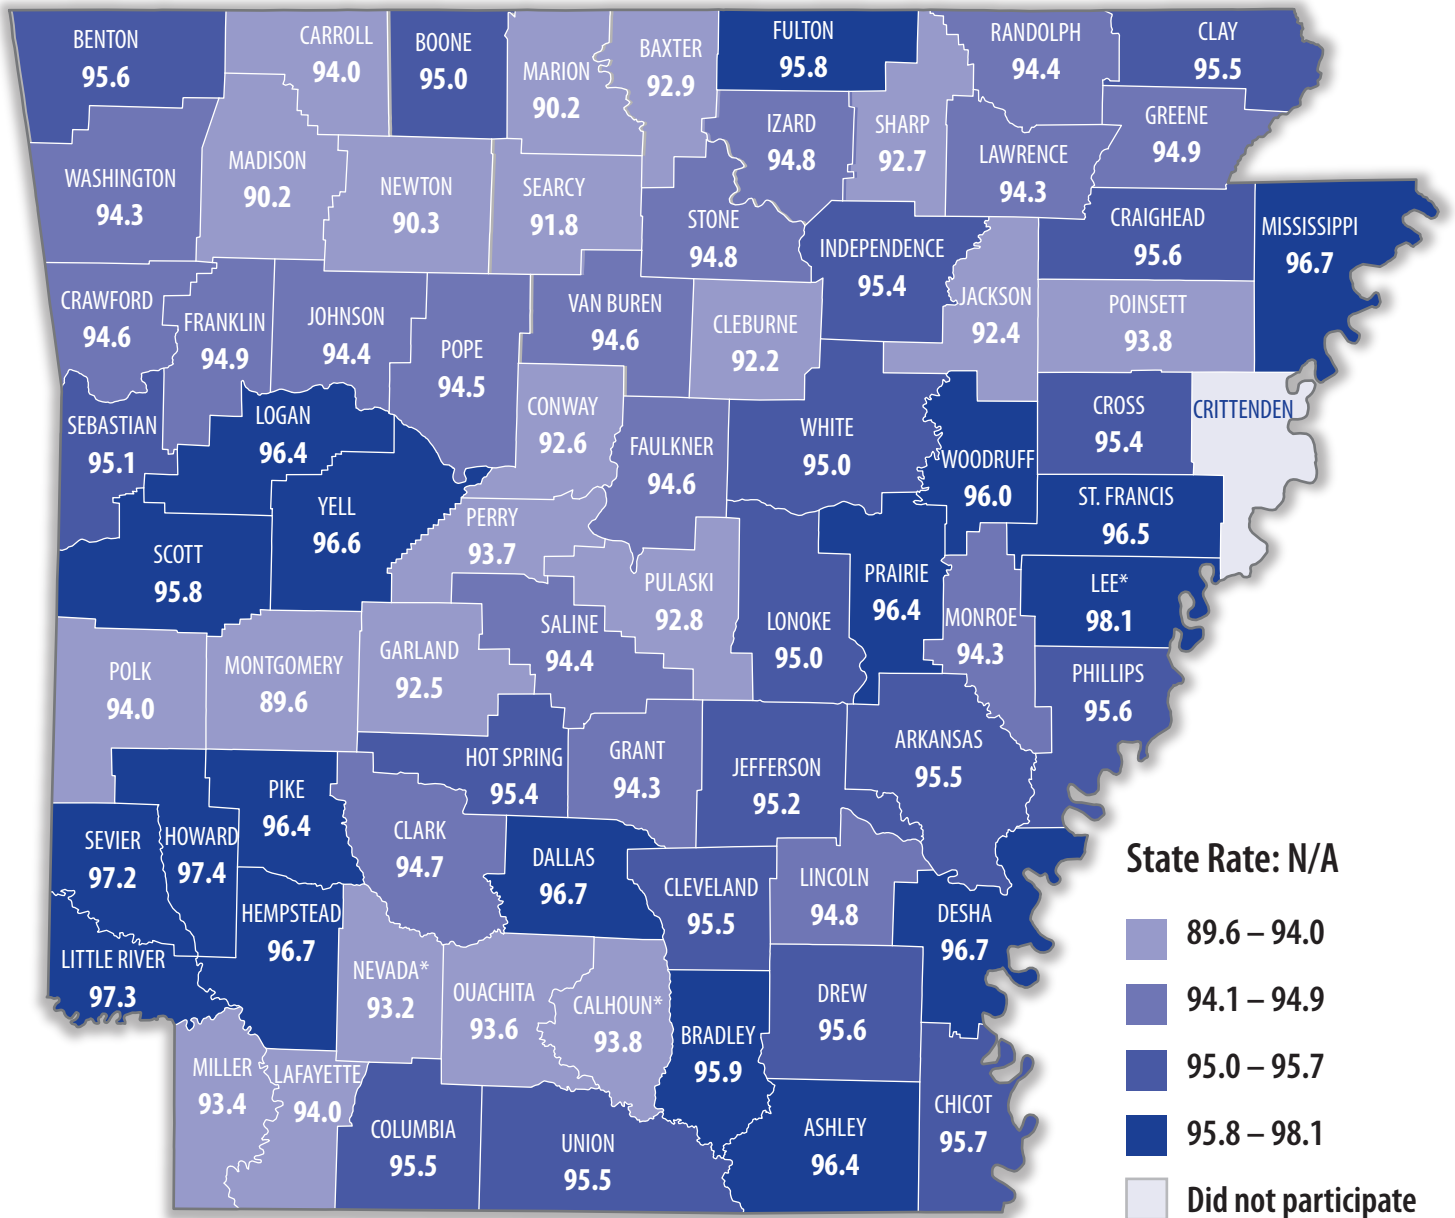 BENTON
95.6
CARROLL
94.0
BOONE
95.0
MARION
90.2
BAXTER
92.9
FULTON
95.8
RANDOLPH
94.4
CLAY
95.5
IZARD
94.8
SHARP
92.7
LAWRENCE
94.3
GREENE
94.9
WASHINGTON
94.3
MADISON
90.2
NEWTON
90.3
SEARCY
91.8
STONE
94.8
INDEPENDENCE
95.4
CRAIGHEAD
95.6
MISSISSIPPI
96.7
CRAWFORD
94.6
FRANKLIN
94.9
JOHNSON
94.4
POPE
94.5
VAN BUREN
94.6
CLEBURNE
92.2
JACKSON
92.4
POINSETT
93.8
SEBASTIAN
95.1
LOGAN
96.4
CONWAY
92.6
FAULKNER
94.6
WHITE
95.0
WOODRUFF
96.0
CROSS
95.4
CRITTENDEN
ST. FRANCIS
96.5
SCOTT
95.8
YELL
96.6
PERRY
93.7
PULASKI
92.8
LONOKE
95.0
PRAIRIE
96.4
MONROE
94.3
LEE*
98.1
PHILLIPS
95.6
POLK
94.0
MONTGOMERY
89.6
GARLAND
92.5
SALINE
94.4
HOT SPRING
95.4
GRANT
94.3
JEFFERSON
95.2
ARKANSAS
95.5
SEVIER
97.2
HOWARD
97.4
PIKE
96.4
CLARK
94.7
DALLAS
96.7
CLEVELAND
95.5
LINCOLN
94.8
DESHA
96.7
LITTLE RIVER
97.3
HEMPSTEAD
96.7
NEVADA*
93.2
OUACHITA
93.6
CALHOUN*
93.8
BRADLEY
95.9
DREW
95.6
MILLER
93.4
LAFAYETTE
94.0
COLUMBIA
95.5
UNION
95.5
ASHLEY
96.4
CHICOT
95.7
State Rate: N/A
89.6 – 94.0
94.1 – 94.9
95.0 – 95.7
95.8 – 98.1
Did not participate